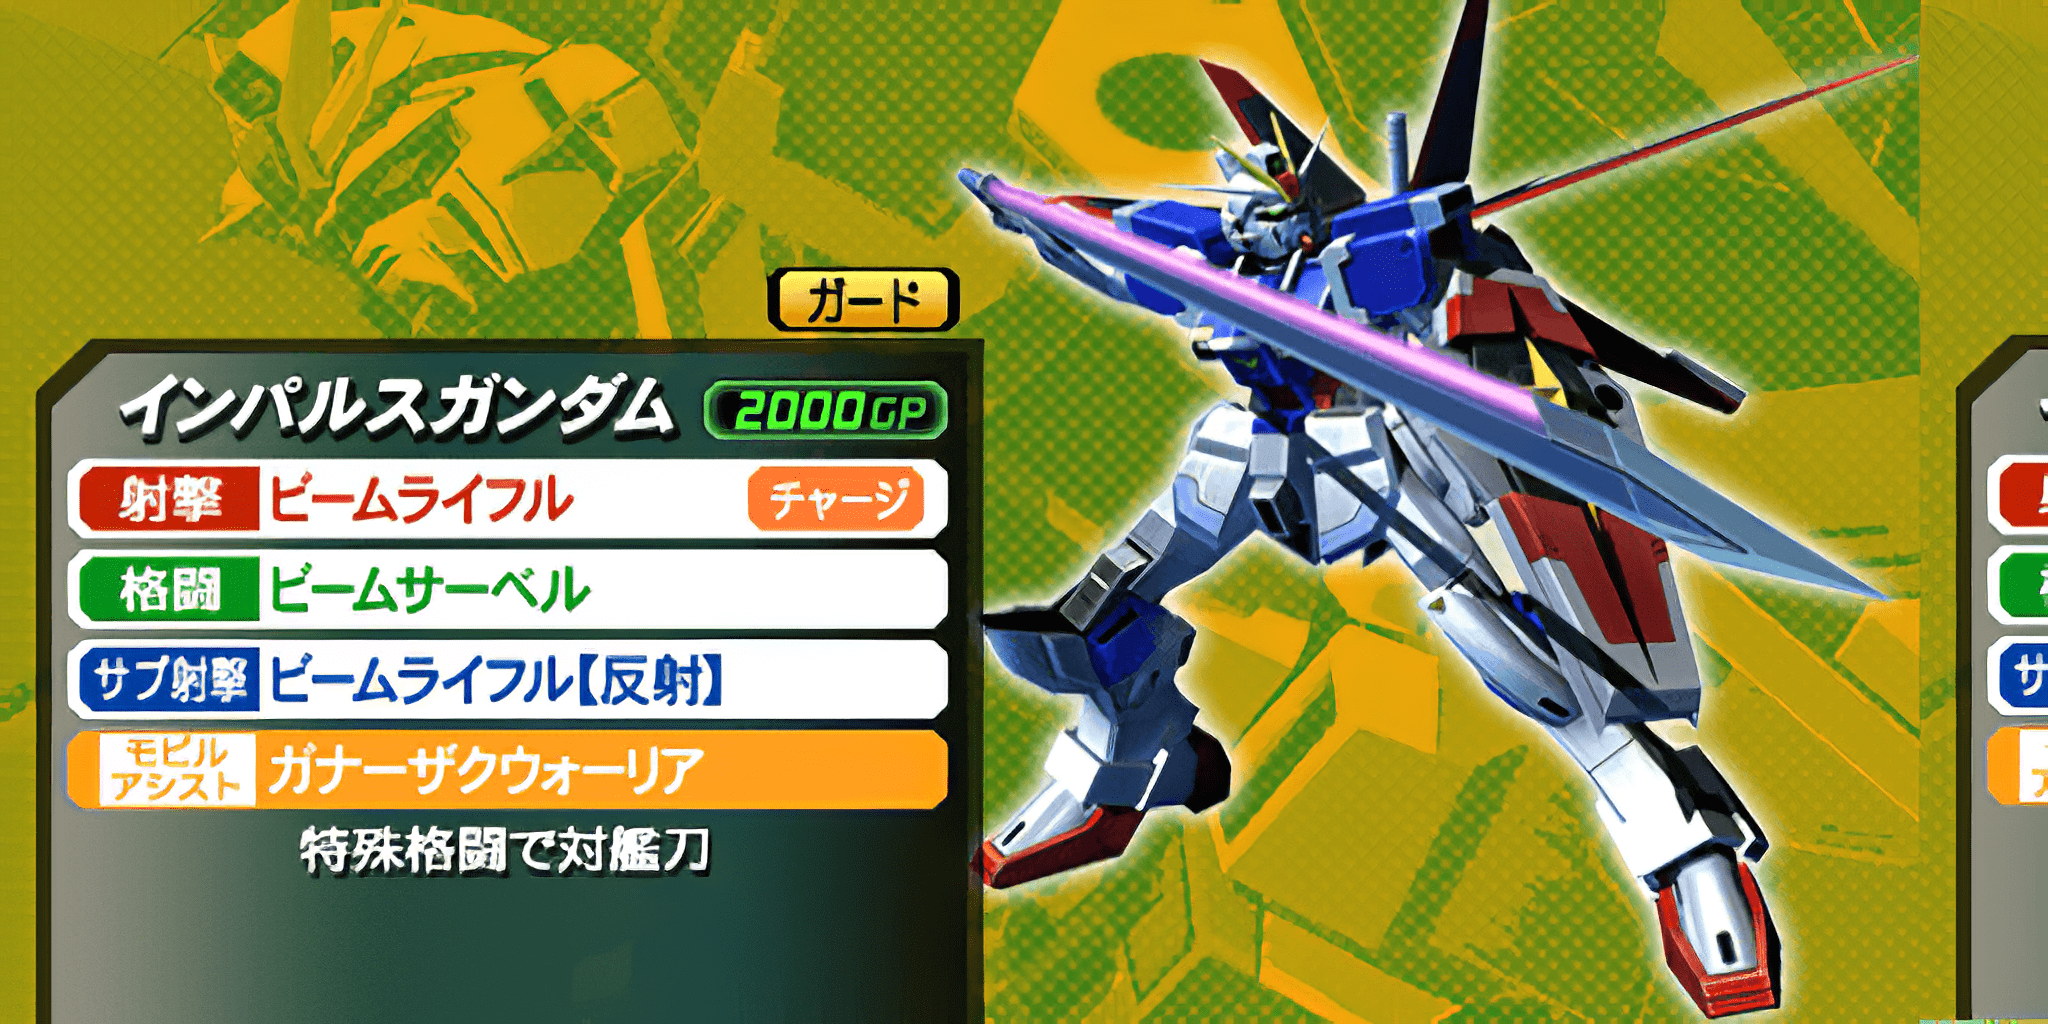 ガード
インパルスガンダム 2000GP
射撃 ビームライフル チャージ
格闘 ビームサーベル
サブ射撃 ビームライフル【反射】
モビルアシスト ガナーザクウォーリア
特殊格闘で対艦刀
サ